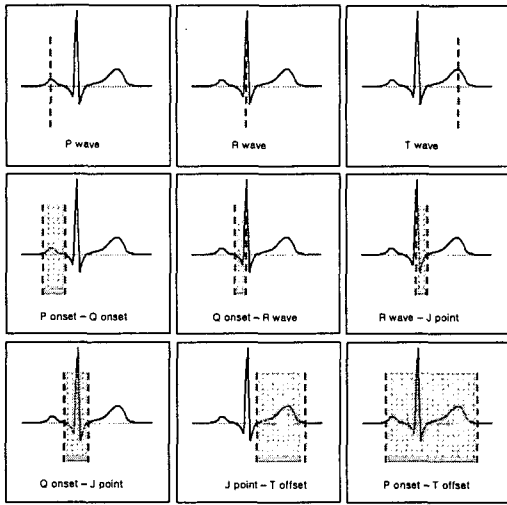 P wave
R wave
T wave
P onset – Q onset
Q onset – R wave
R wave – J point
Q onset – J point
J point – T offset
P onset – T offset